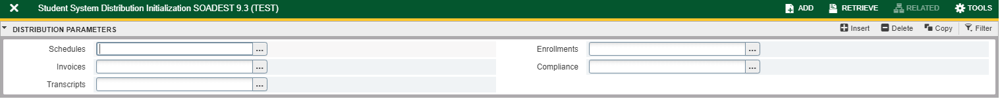 Student System Distribution Initialization SOADEST 9.3 (TEST) ADD RETRIEVE RELATED TOOLS
DISTRIBUTION PARAMETERS Insert Delete Copy Filter
Schedules ... Enrollments ...
Invoices ... Compliance ...
Transcripts ...